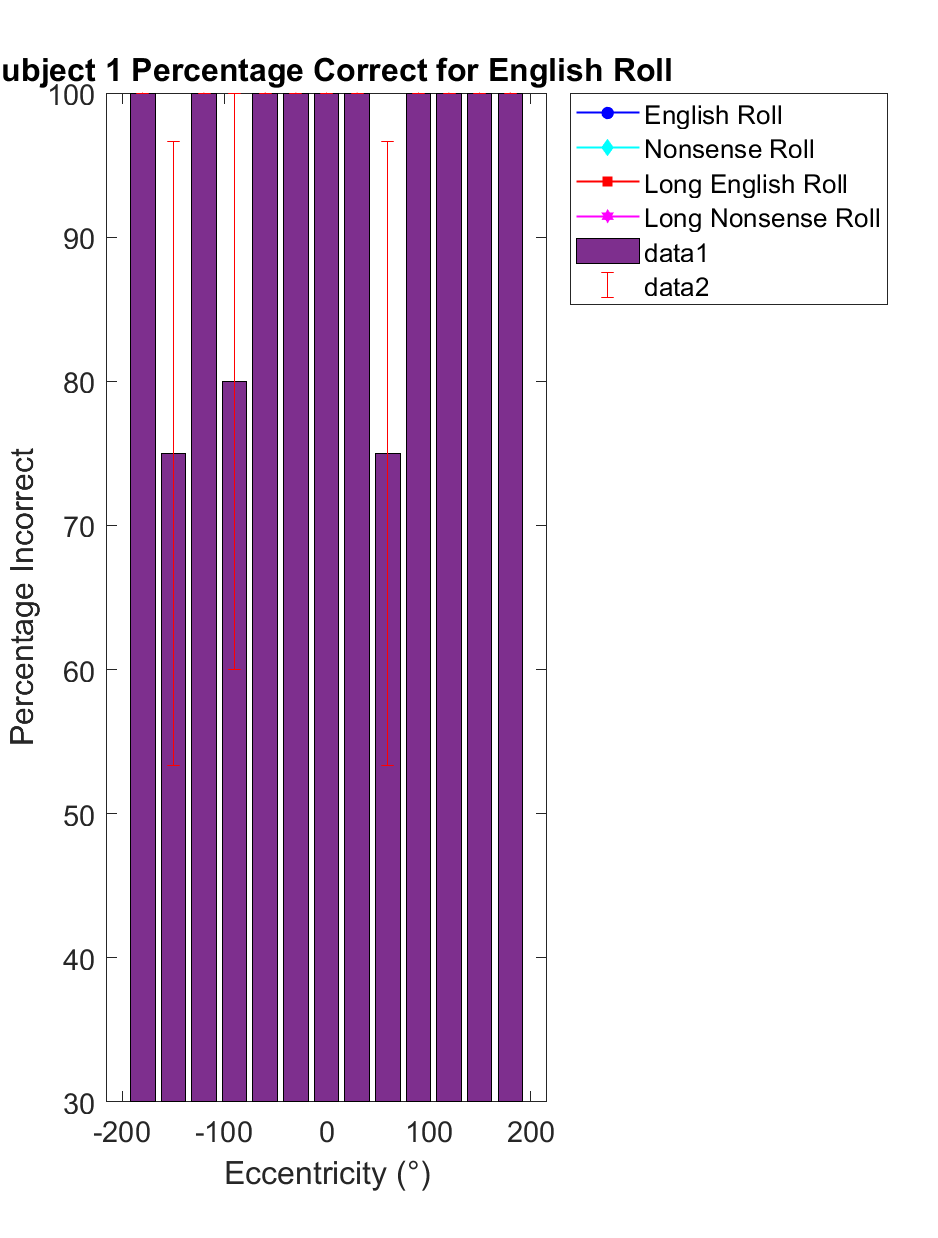 ubject 1 Percentage Correct for English Roll
100
90
80
70
60
50
40
30
Percentage Incorrect
-200 -100 0 100 200
Eccentricity (°)
English Roll
Nonsense Roll
Long English Roll
Long Nonsense Roll
data1
data2